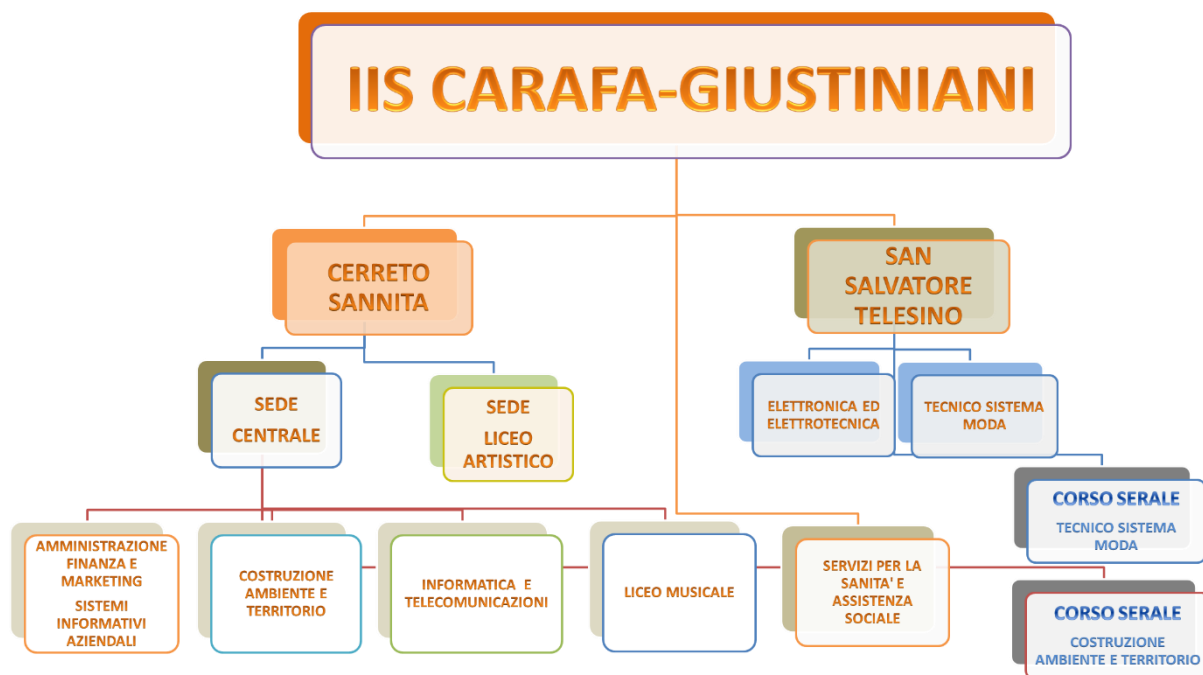 IIS CARAFA-GIUSTINIANI
CERRETO
SANNITA
SAN
SALVATORE
TELESINO
SEDE
CENTRALE
SEDE
LICEO
ARTISTICO
ELETTRONICA ED
ELETTROTECNICA
TECNICO SISTEMA
MODA
CORSO SERALE
TECNICO SISTEMA
MODA
AMMINISTRAZIONE
FINANZA E
MARKETING
SISTEMI
INFORMATIVI
AZIENDALI
COSTRUZIONE
AMBIENTE E
TERRITORIO
INFORMATICA E
TELECOMUNICAZIONI
LICEO MUSICALE
SERVIZI PER LA
SANITA' E
ASSISTENZA
SOCIALE
CORSO SERALE
COSTRUZIONE
AMBIENTE E TERRITORIO